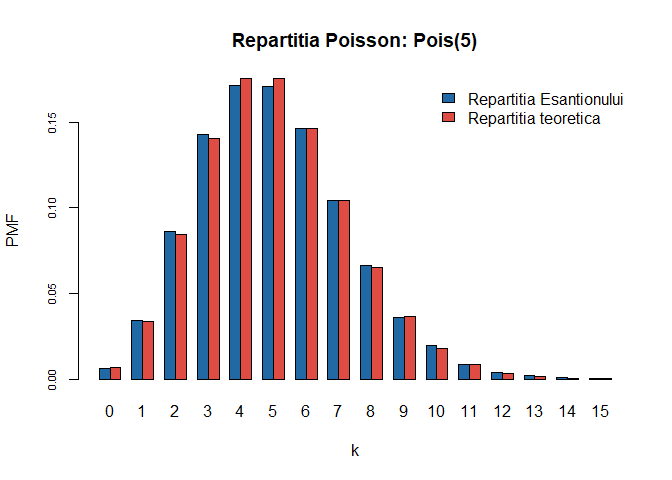 Repartitia Poisson: Pois(5)
Repartitia Esantionului
Repartitia teoretica
PMF
0.15
0.10
0.05
0.00
0 1 2 3 4 5 6 7 8 9 10 11 12 13 14 15
k